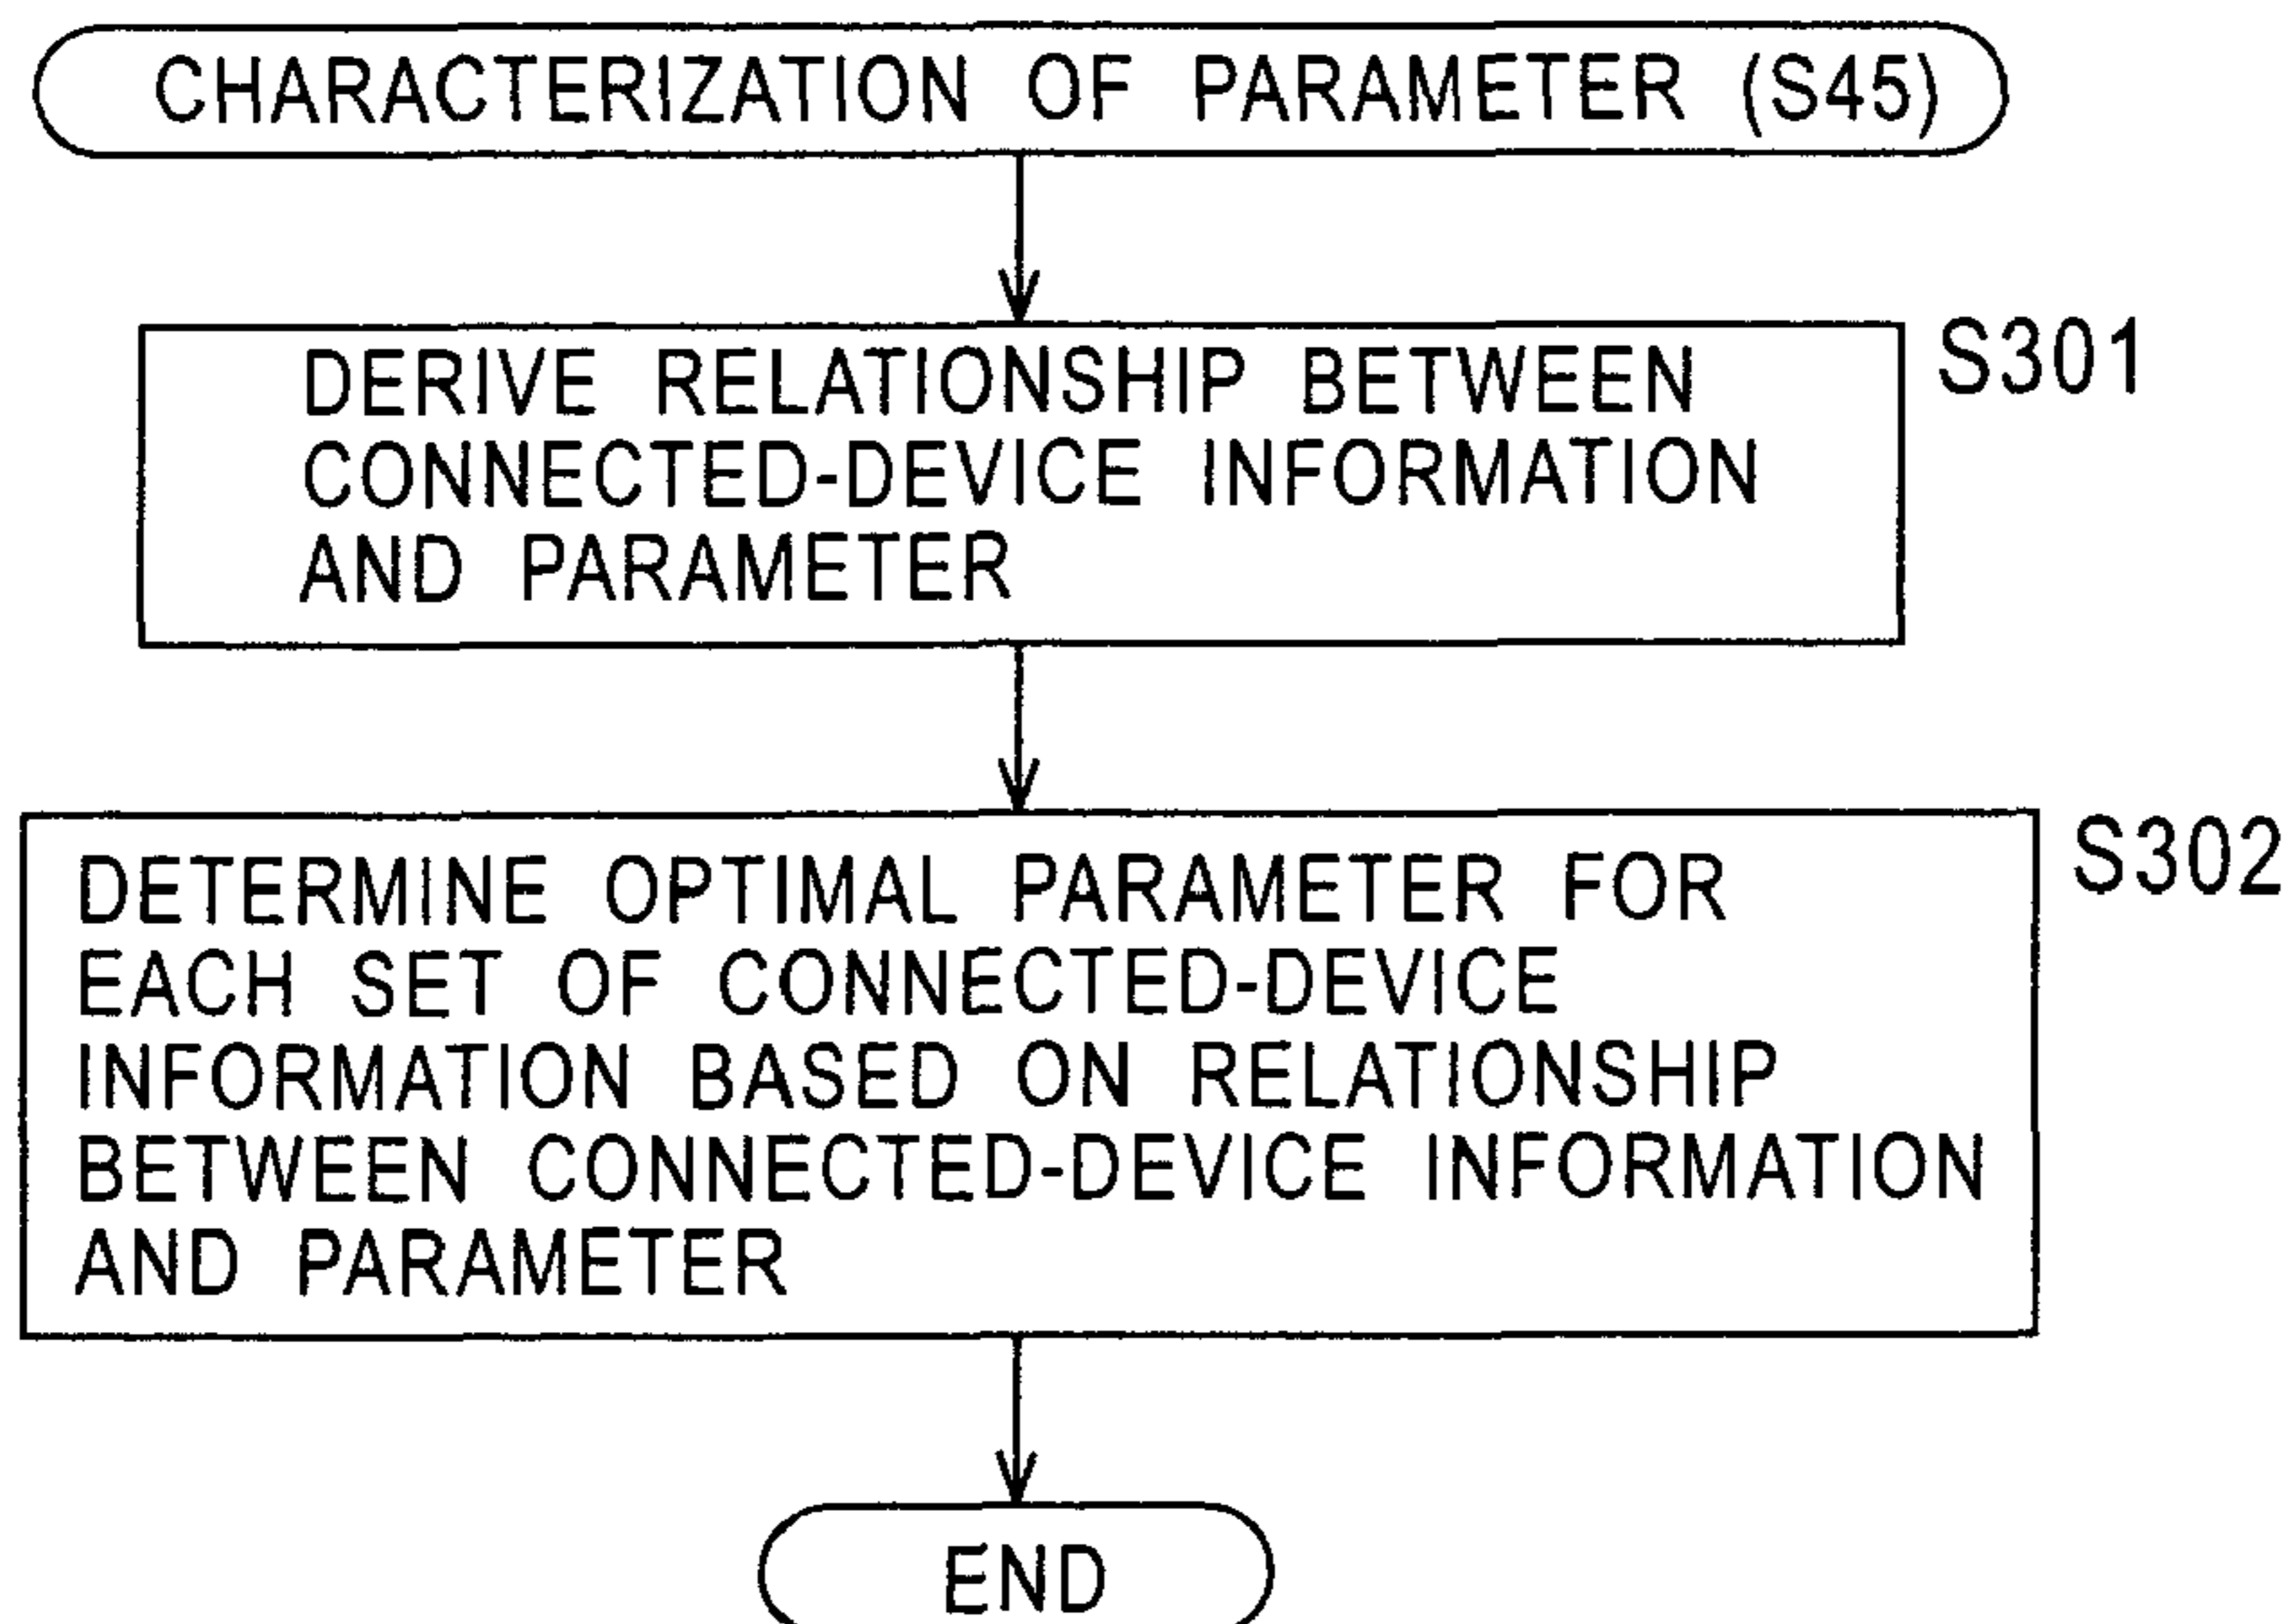 CHARACTERIZATION OF PARAMETER (S45)
DERIVE RELATIONSHIP BETWEEN
CONNECTED-DEVICE INFORMATION
AND PARAMETER
S301
DETERMINE OPTIMAL PARAMETER FOR
EACH SET OF CONNECTED-DEVICE
INFORMATION BASED ON RELATIONSHIP
BETWEEN CONNECTED-DEVICE INFORMATION
AND PARAMETER
S302
END